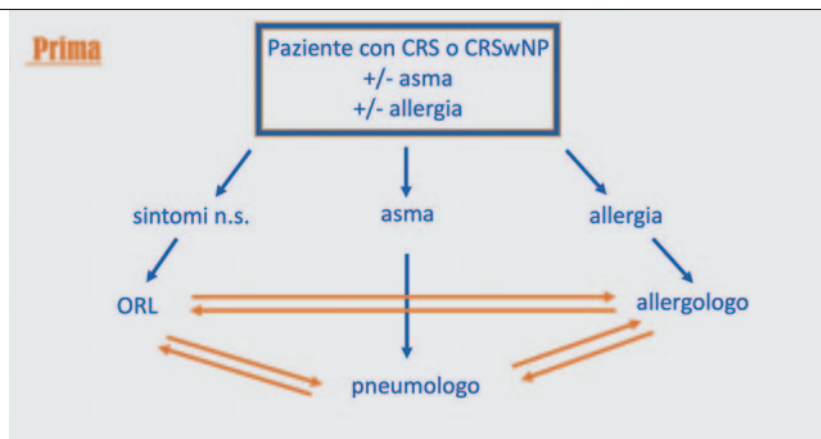 Prima
Paziente con CRS o CRSwNP
+/- asma
+/- allergia
sintomi n.s.
asma
allergia
ORL
allergologo
pneumologo